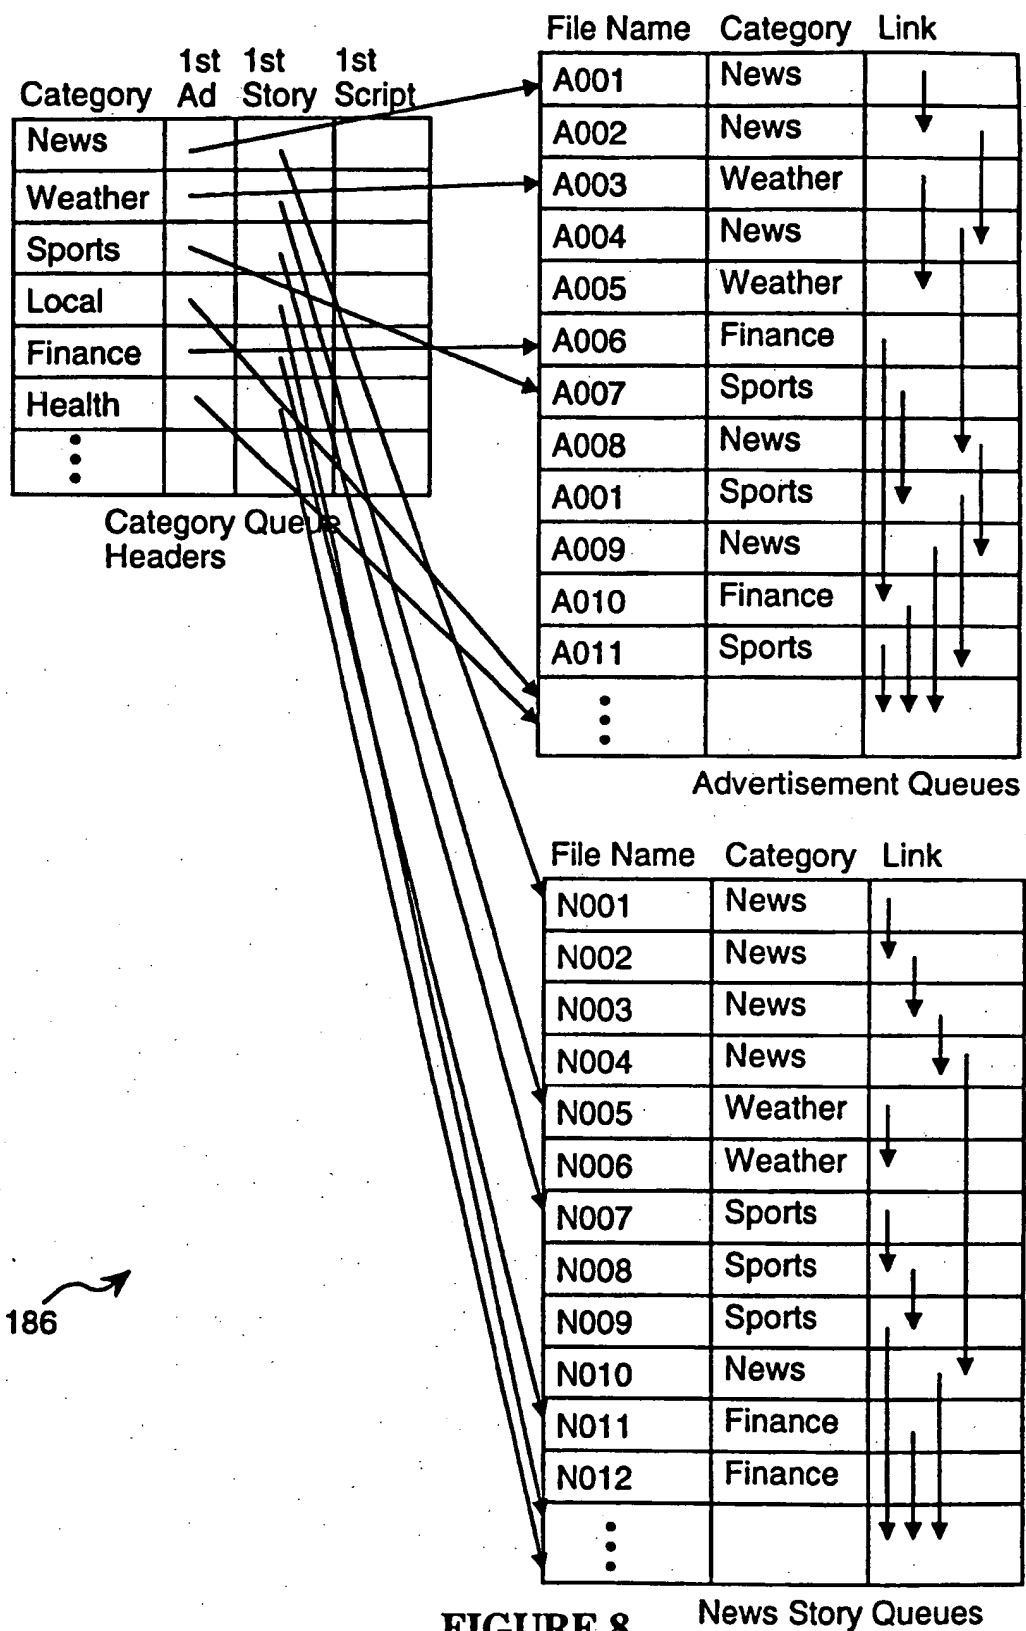 1st 1st 1st
Category Ad Story Script
News
Weather
Sports
Local
Finance
Health
Category Queue
Headers
File Name Category Link
A001 News
A002 News
A003 Weather
A004 News
A005 Weather
A006 Finance
A007 Sports
A008 News
A001 Sports
A009 News
A010 Finance
A011 Sports
Advertisement Queues
File Name Category Link
N001 News
N002 News
N003 News
N004 News
N005 Weather
N006 Weather
N007 Sports
N008 Sports
N009 Sports
N010 News
N011 Finance
N012 Finance
News Story Queues
186
FIGURE 8